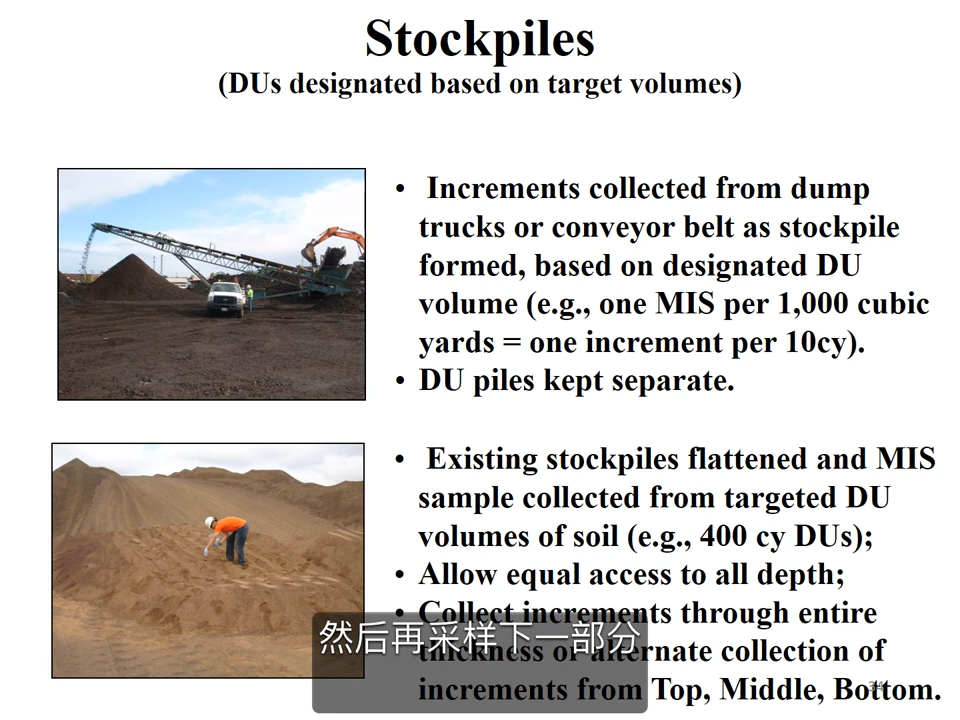 Stockpiles
(DUs designated based on target volumes)
• Increments collected from dump
trucks or conveyor belt as stockpile
formed, based on designated DU
volume (e.g., one MIS per 1,000 cubic
yards = one increment per 10cy).
• DU piles kept separate.
• Existing stockpiles flattened and MIS
sample collected from targeted DU
volumes of soil (e.g., 400 cy DUs);
• Allow equal access to all depth;
• Collect increments through entire
thickness or alternate collection of
increments from Top, Middle, Bottom.
然后再采样下一部分